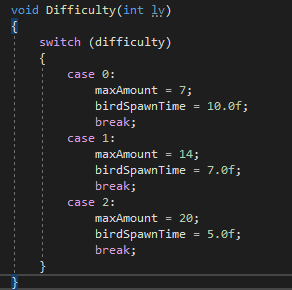 void Difficulty(int lv)
{
    switch (difficulty)
    {
        case 0:
            maxAmount = 7;
            birdSpawnTime = 10.0f;
            break;
        case 1:
            maxAmount = 14;
            birdSpawnTime = 7.0f;
            break;
        case 2:
            maxAmount = 20;
            birdSpawnTime = 5.0f;
            break;
    }
}